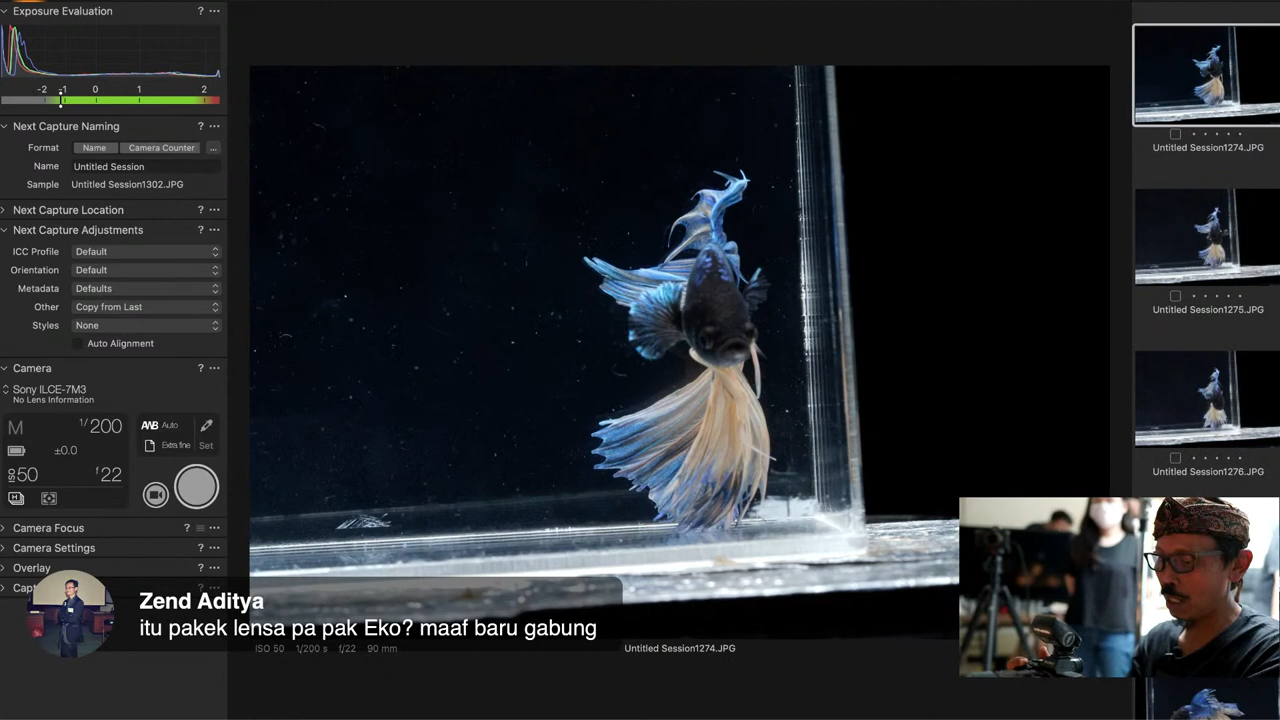 Exposure Evaluation ? ...
-2 -1 0 1 2
Next Capture Naming ? ...
Format Name Camera Counter ...
Name Untitled Session
Sample Untitled Session1302.JPG
Next Capture Location ? ...
Next Capture Adjustments ? ...
ICC Profile Default
Orientation Default
Metadata Defaults
Other Copy from Last
Styles None
Auto Alignment
Camera ? ...
Sony ILCE-7M3
No Lens Information
M 1/200
±0.0
ISO 50 f22
AWB Auto
Extra fine Set
Camera Focus ? ...
Camera Settings ? ...
Overlay ? ...
Zend Aditya
itu pakek lensa pa pak Eko? maaf baru gabung
ISO 50 1/200 s f/22 90 mm
Untitled Session1274.JPG
Untitled Session1274.JPG
Untitled Session1275.JPG
Untitled Session1276.JPG